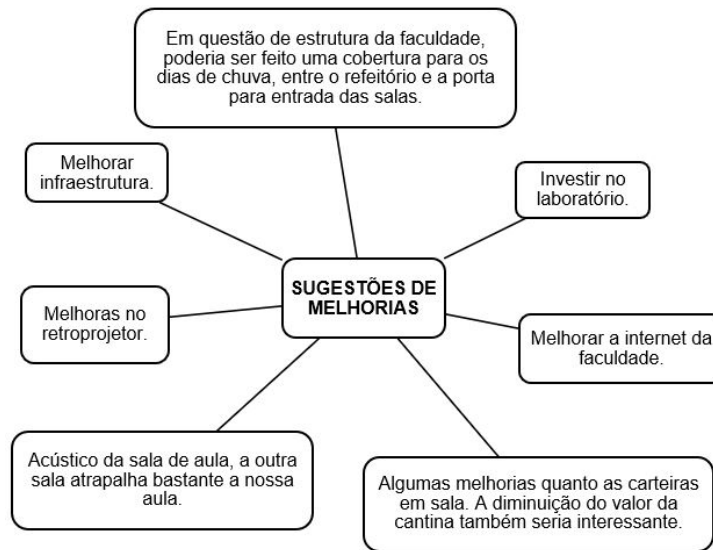 Em questão de estrutura da faculdade,
poderia ser feito uma cobertura para os
dias de chuva, entre o refeitório e a porta
para entrada das salas.
Melhorar
infraestrutura.
Investir no
laboratório.
SUGESTÕES DE
MELHORIAS
Melhoras no
retroprojetor.
Melhorar a internet da
faculdade.
Acústico da sala de aula, a outra
sala atrapalha bastante a nossa
aula.
Algumas melhorias quanto as carteiras
em sala. A diminuição do valor da
cantina também seria interessante.